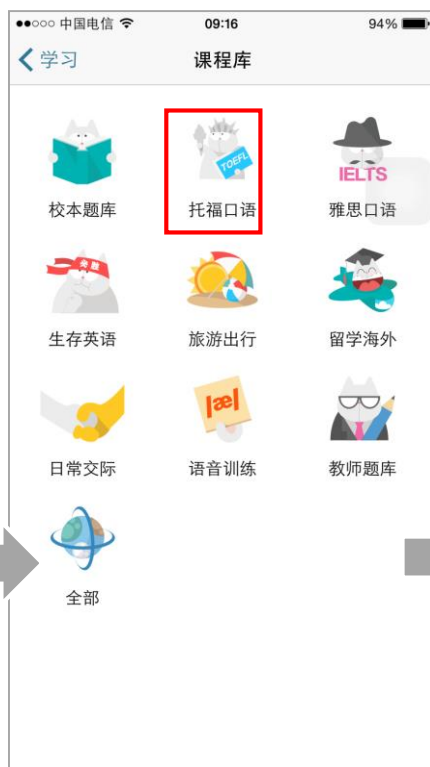 中国电信 09:16 94%
学习 课程库
TOEFL
IELTS
校本题库 托福口语 雅思口语
英题
生存英语 旅游出行 留学海外
[æ]
日常交际 语音训练 教师题库
全部